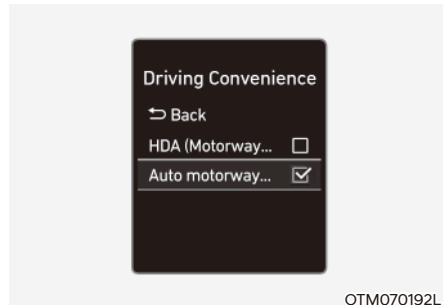 Driving Convenience
Back
HDA (Motorway...
Auto motorway...
OTM070192L